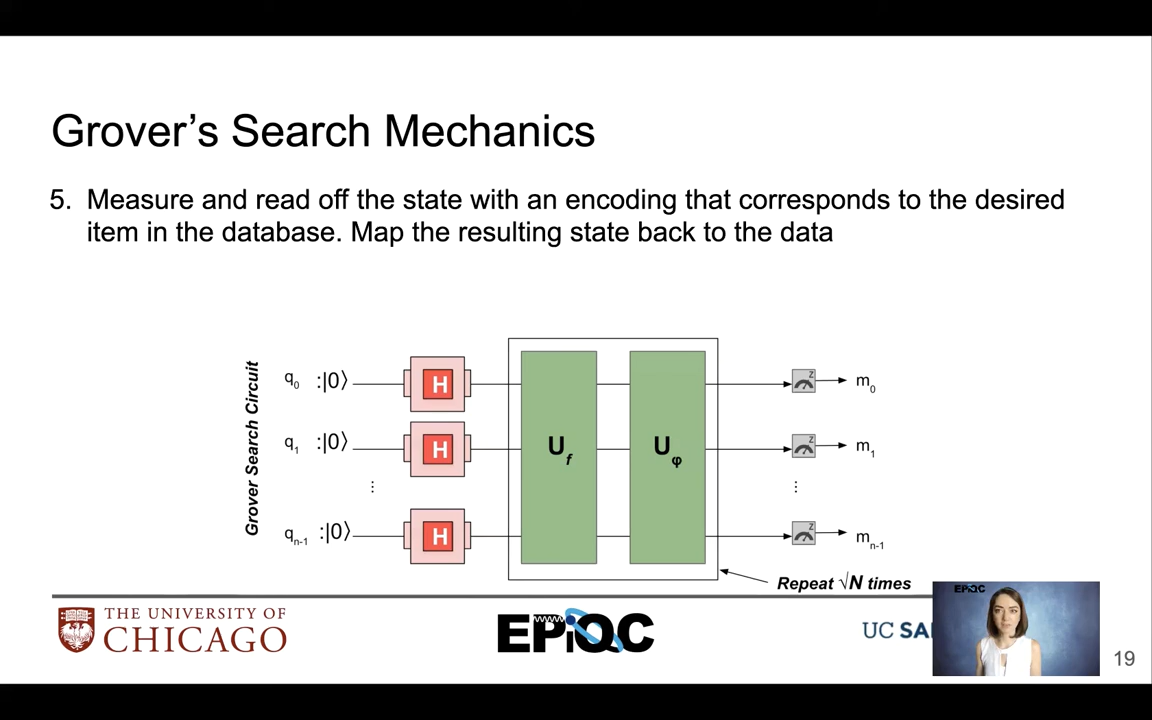 Grover's Search Mechanics
5. Measure and read off the state with an encoding that corresponds to the desired
item in the database. Map the resulting state back to the data
Grover Search Circuit
q0 :|0⟩ H m0
q1 :|0⟩ H Uf Uφ m1
⋮ ⋮
qn-1 :|0⟩ H mn-1
Z
Z
Z
Repeat √N times
THE UNIVERSITY OF
CHICAGO
EPiQC
UC SA
EPiQC
19